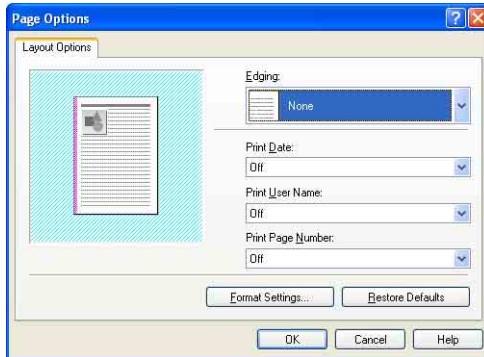 Page Options
Layout Options
Edging:
None
Print Date:
Off
Print User Name:
Off
Print Page Number:
Off
Format Settings...
Restore Defaults
OK
Cancel
Help